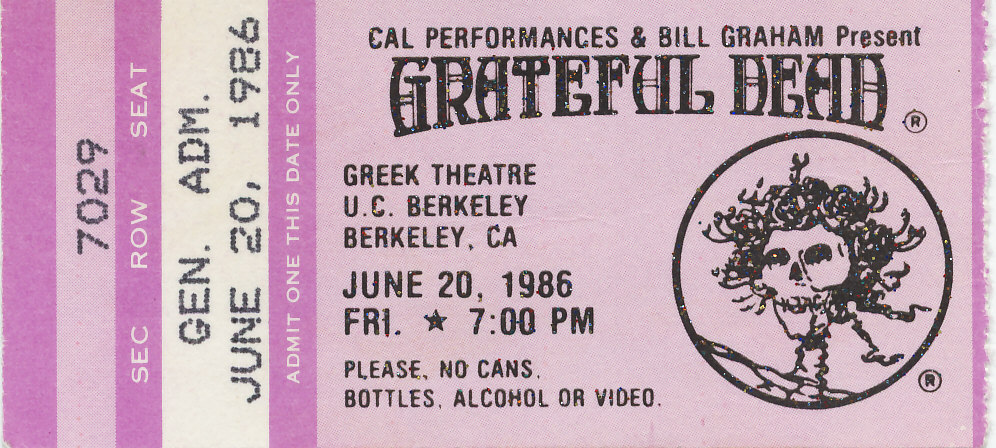 7029
SEC ROW SEAT
GEN. ADM.
JUNE 20, 1986
ADMIT ONE THIS DATE ONLY
CAL PERFORMANCES & BILL GRAHAM Present
GRATEFUL DEAD ®
GREEK THEATRE
U.C. BERKELEY
BERKELEY, CA
JUNE 20, 1986
FRI. ★ 7:00 PM
PLEASE, NO CANS,
BOTTLES, ALCOHOL OR VIDEO.
®